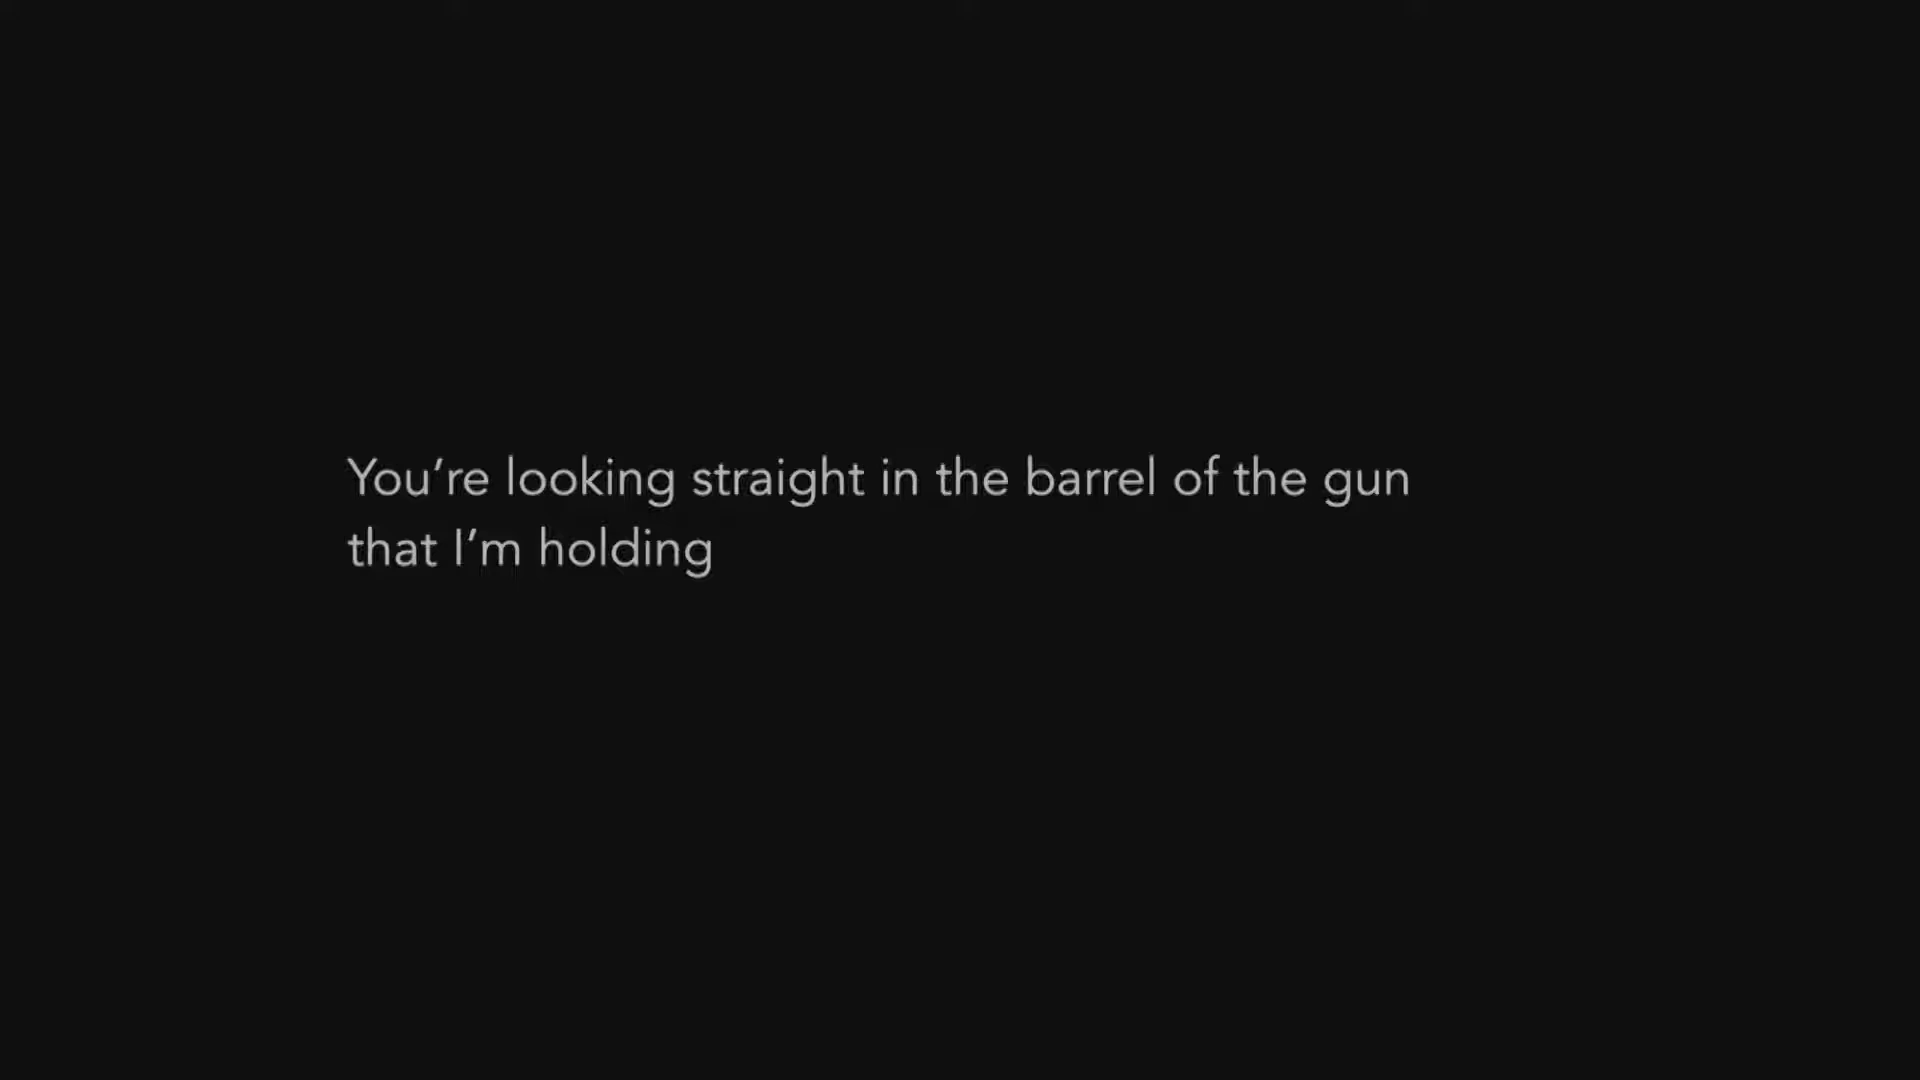 You’re looking straight in the barrel of the gun
that I’m holding